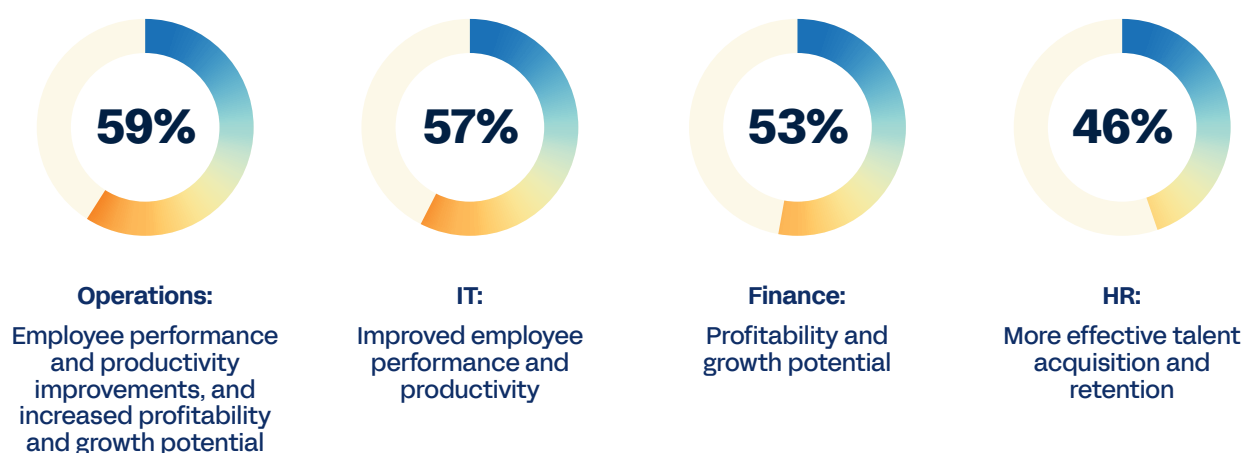 59%
Operations:
Employee performance
and productivity
improvements, and
increased profitability
and growth potential
57%
IT:
Improved employee
performance and
productivity
53%
Finance:
Profitability and
growth potential
46%
HR:
More effective talent
acquisition and
retention